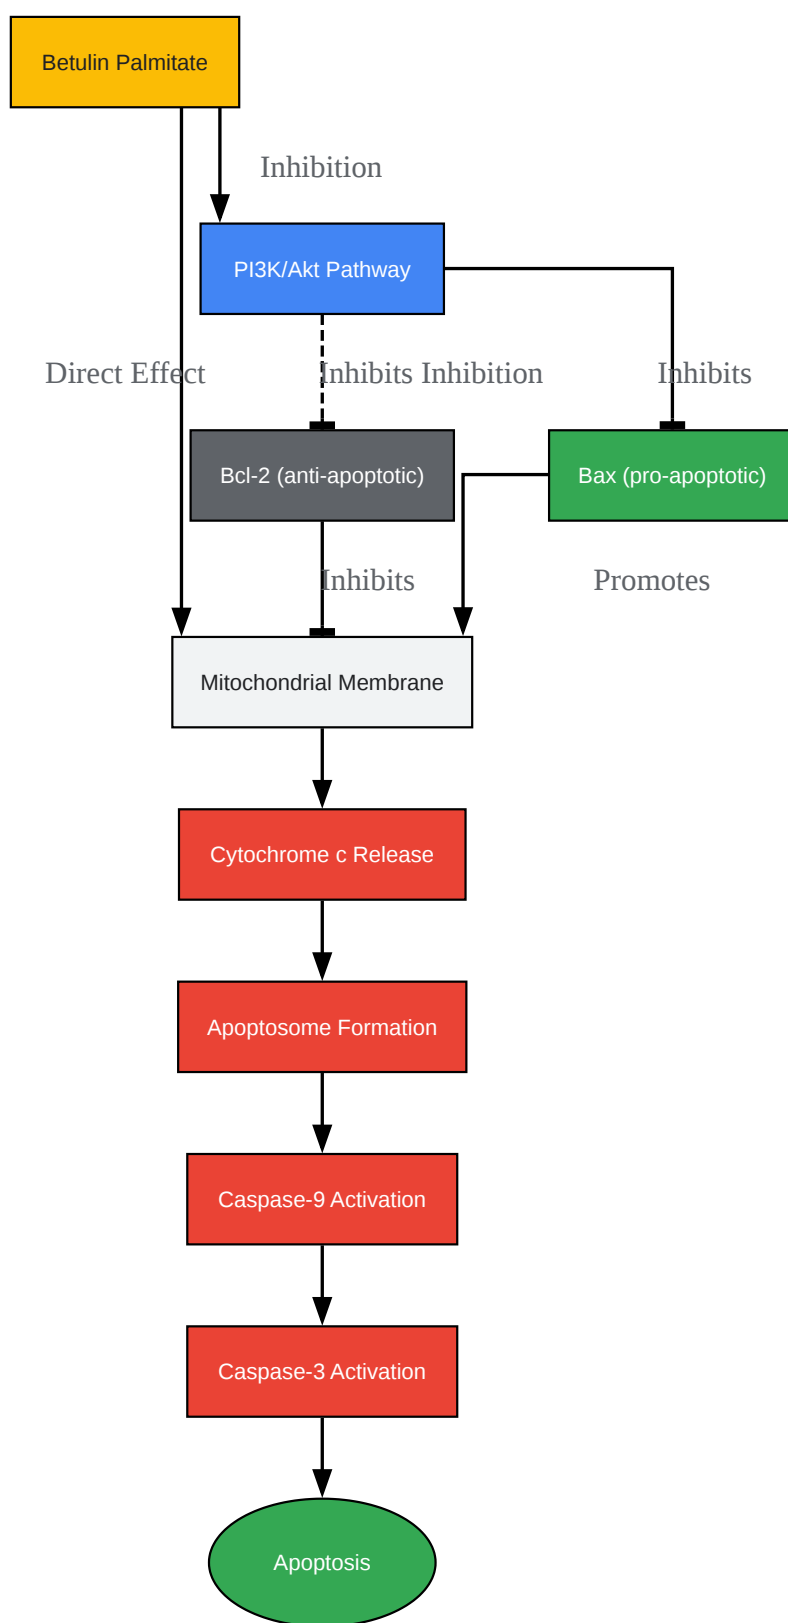 Betulin Palmitate
Inhibition
PI3K/Akt Pathway
Direct Effect
Inhibits Inhibition
Inhibits
Bcl-2 (anti-apoptotic)
Bax (pro-apoptotic)
Inhibits
Promotes
Mitochondrial Membrane
Cytochrome c Release
Apoptosome Formation
Caspase-9 Activation
Caspase-3 Activation
Apoptosis